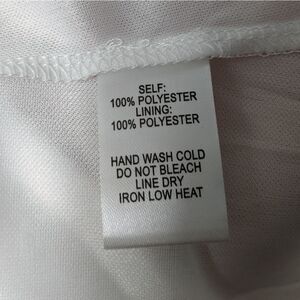 SELF:
100% POLYESTER
LINING:
100% POLYESTER
HAND WASH COLD
DO NOT BLEACH
LINE DRY
IRON LOW HEAT